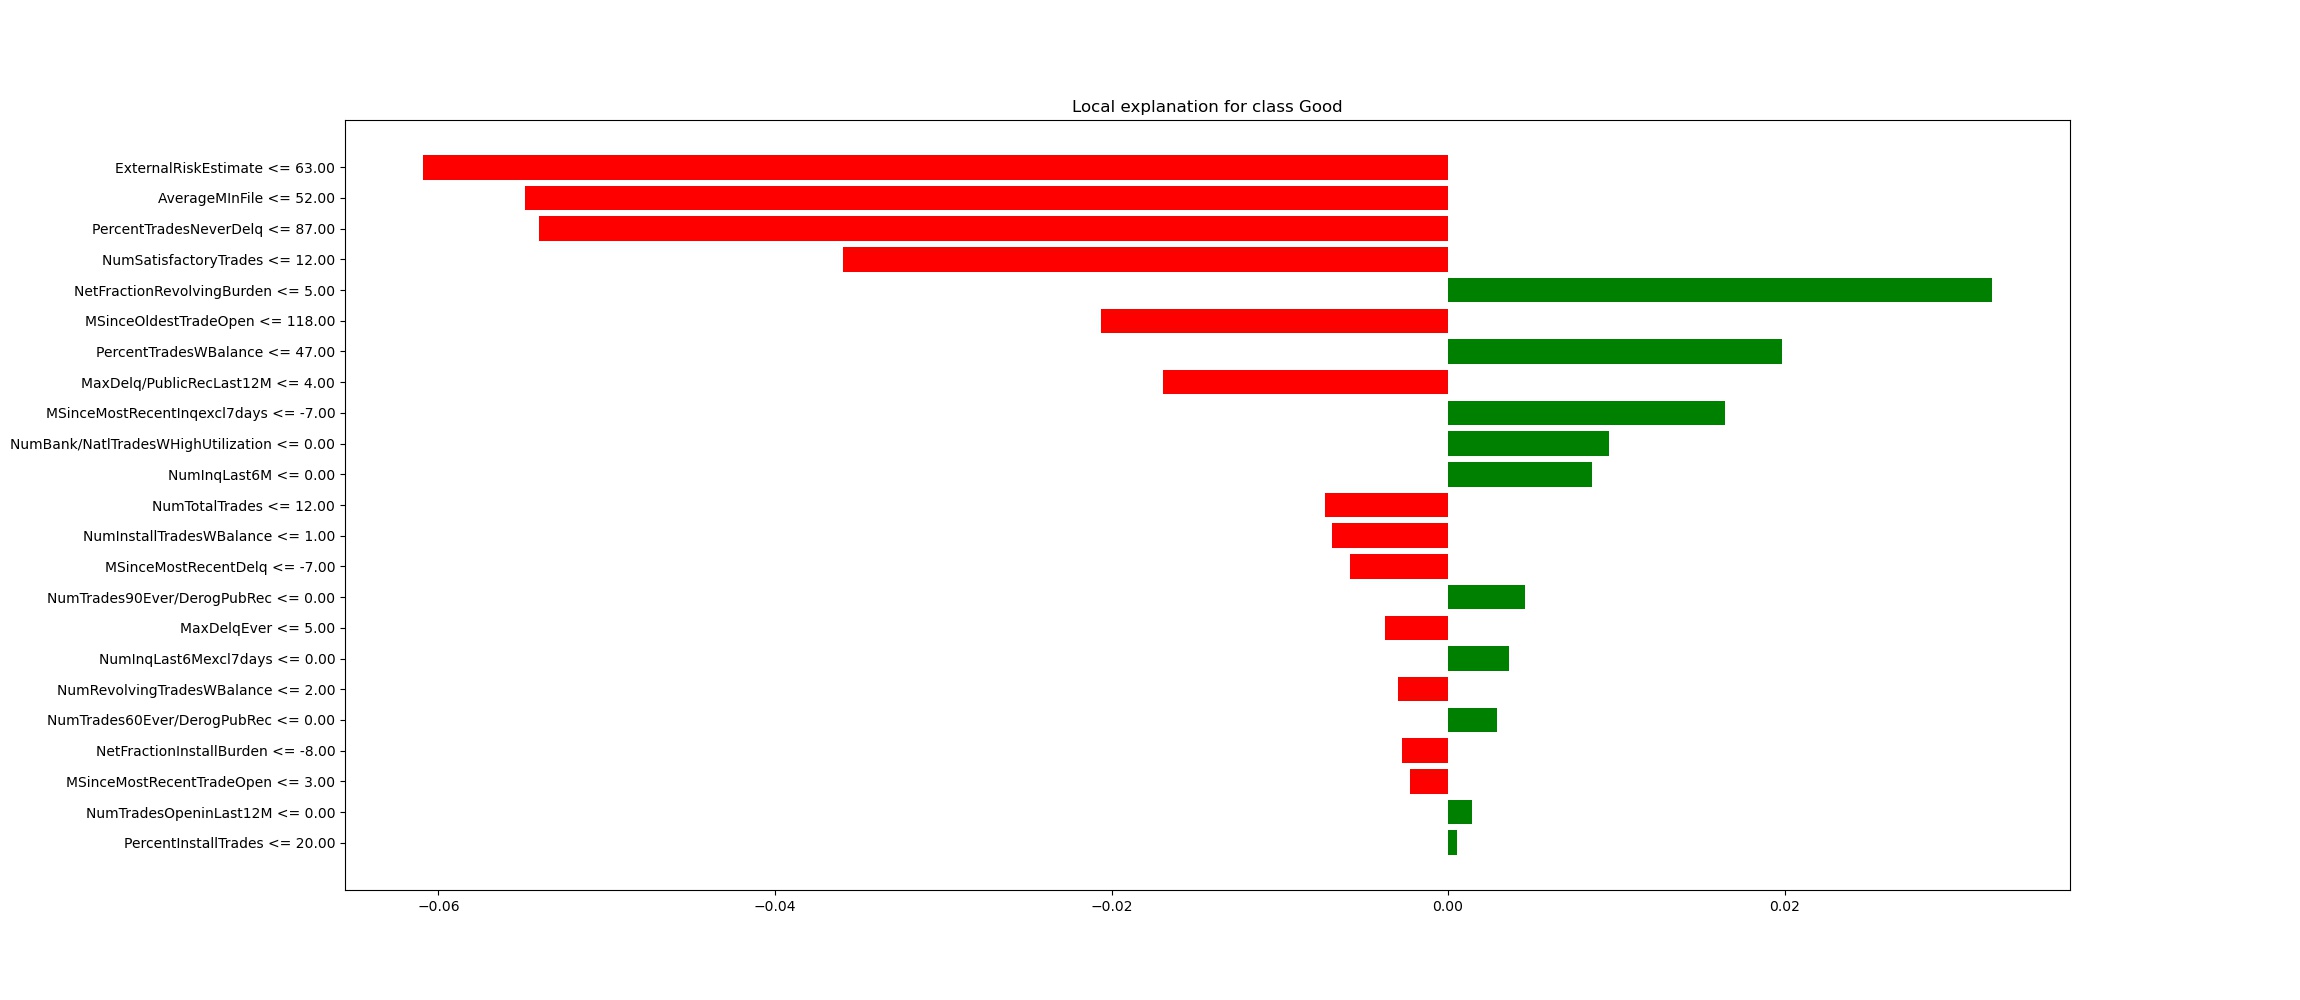 Local explanation for class Good
ExternalRiskEstimate <= 63.00
AverageMInFile <= 52.00
PercentTradesNeverDelq <= 87.00
NumSatisfactoryTrades <= 12.00
NetFractionRevolvingBurden <= 5.00
MSinceOldestTradeOpen <= 118.00
PercentTradesWBalance <= 47.00
MaxDelq/PublicRecLast12M <= 4.00
MSinceMostRecentInqexcl7days <= -7.00
NumBank/NatlTradesWHighUtilization <= 0.00
NumInqLast6M <= 0.00
NumTotalTrades <= 12.00
NumInstallTradesWBalance <= 1.00
MSinceMostRecentDelq <= -7.00
NumTrades90Ever/DerogPubRec <= 0.00
MaxDelqEver <= 5.00
NumInqLast6Mexcl7days <= 0.00
NumRevolvingTradesWBalance <= 2.00
NumTrades60Ever/DerogPubRec <= 0.00
NetFractionInstallBurden <= -8.00
MSinceMostRecentTradeOpen <= 3.00
NumTradesOpeninLast12M <= 0.00
PercentInstallTrades <= 20.00
−0.06 −0.04 −0.02 0.00 0.02